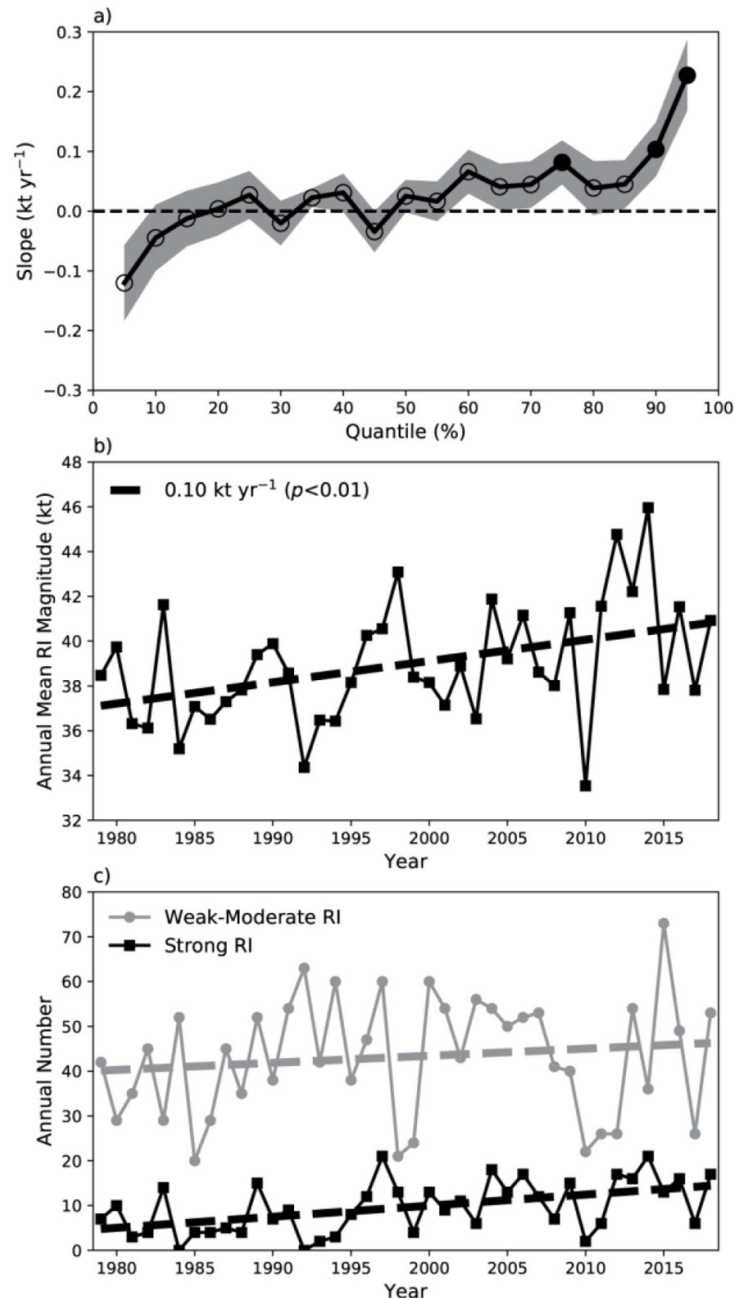 a)
0.3
0.2
0.1
0.0
−0.1
−0.2
−0.3
Slope (kt yr⁻¹)
0 10 20 30 40 50 60 70 80 90 100
Quantile (%)
b)
48
46
44
42
40
38
36
34
32
Annual Mean RI Magnitude (kt)
0.10 kt yr⁻¹ (p<0.01)
1980 1985 1990 1995 2000 2005 2010 2015
Year
c)
80
70
60
50
40
30
20
10
0
Annual Number
Weak-Moderate RI
Strong RI
1980 1985 1990 1995 2000 2005 2010 2015
Year